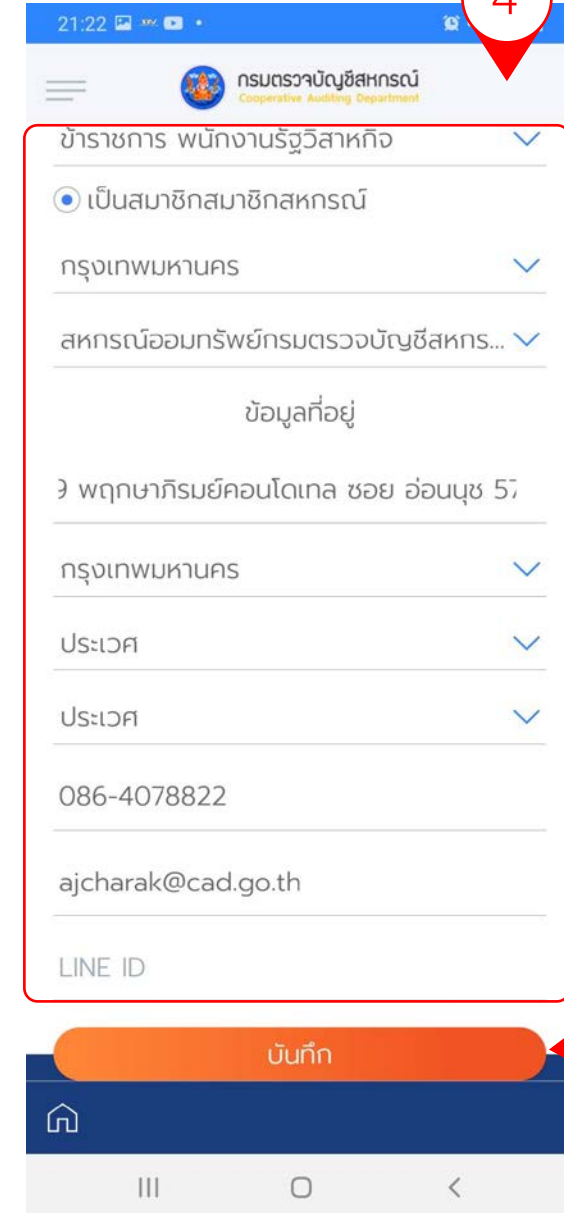 4
21:22
กรมตรวจบัญชีสหกรณ์
Cooperative Auditing Department
ข้าราชการ พนักงานรัฐวิสาหกิจ
เป็นสมาชิกสมาชิกสหกรณ์
กรุงเทพมหานคร
สหกรณ์ออมทรัพย์กรมตรวจบัญชีสหกร...
ข้อมูลที่อยู่
9 พฤกษาภิรมย์คอนโดเทล ซอย อ่อนนุช 57
กรุงเทพมหานคร
ประเวศ
ประเวศ
086-4078822
ajcharak@cad.go.th
LINE ID
บันทึก